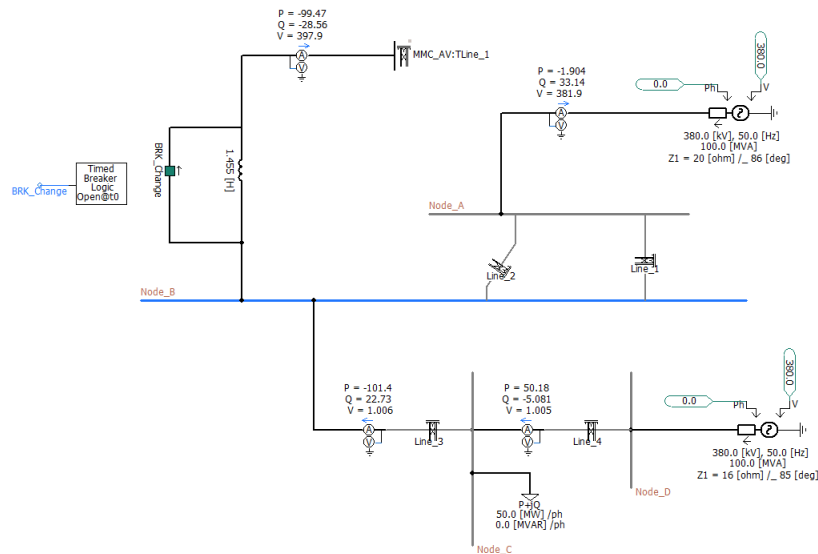 P = -99.47
Q = -28.56
V = 397.9
A
V
MMC_AV:TLine_1
P = -1.904
Q = 33.14
V = 381.9
A
V
0.0
Ph
380.0
V
380.0 [kV], 50.0 [Hz]
100.0 [MVA]
Z1 = 20 [ohm] /_ 86 [deg]
BRK_Change
Timed
Breaker
Logic
Open@t0
BRK_Change
1.455 [H]
Node_A
Line_2
Line_1
Node_B
P = -101.4
Q = 22.73
V = 1.006
A
V
Line_3
P = 50.18
Q = -5.081
V = 1.005
A
V
Line_4
0.0
Ph
380.0
V
380.0 [kV], 50.0 [Hz]
100.0 [MVA]
Z1 = 16 [ohm] /_ 85 [deg]
Node_D
P+jQ
50.0 [MW] /ph
0.0 [MVAR] /ph
Node_C